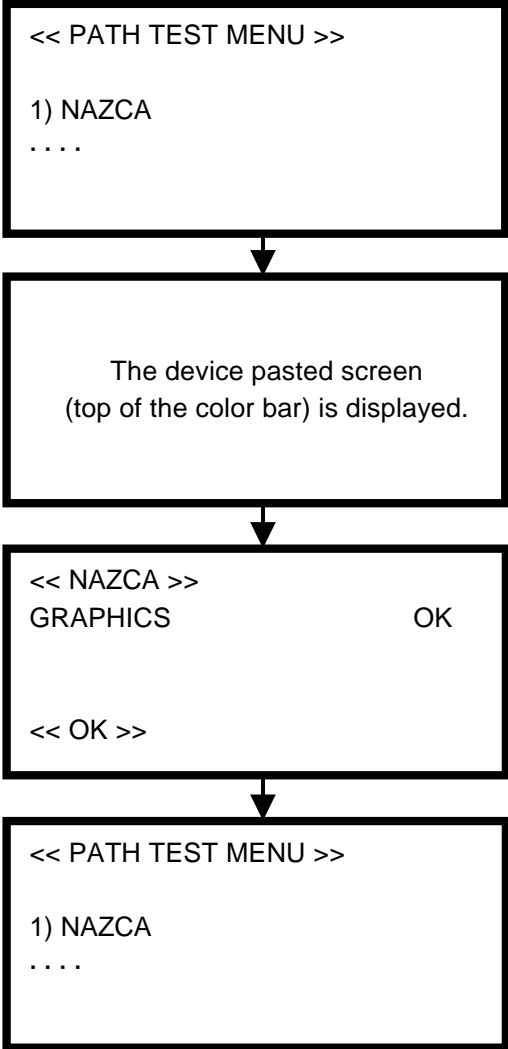 << PATH TEST MENU >>
1) NAZCA
. . . .
The device pasted screen
(top of the color bar) is displayed.
<< NAZCA >>
GRAPHICS OK
<< OK >>
<< PATH TEST MENU >>
1) NAZCA
. . . .